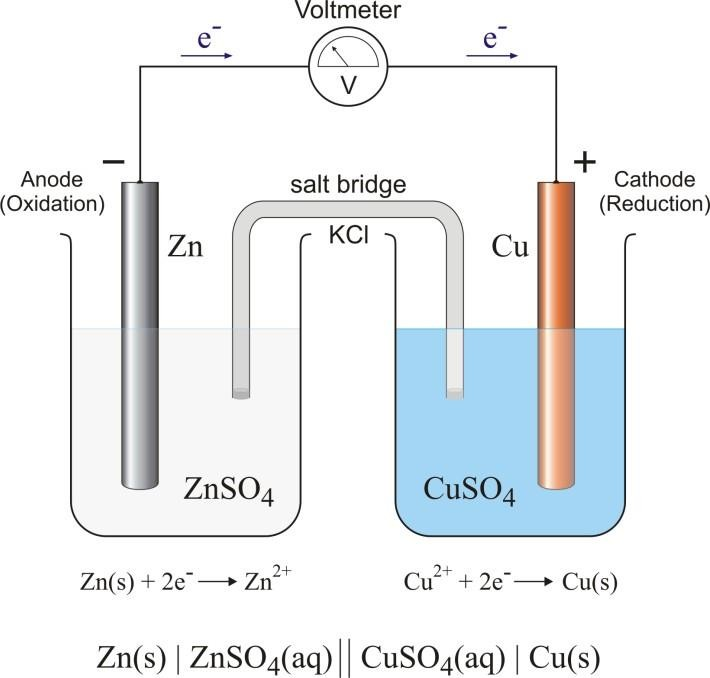 Voltmeter
e⁻
e⁻
V
−
+
Anode
(Oxidation)
salt bridge
Cathode
(Reduction)
KCl
Zn
Cu
ZnSO₄
CuSO₄
Zn(s) + 2e⁻ ⟶ Zn²⁺
Cu²⁺ + 2e⁻ ⟶ Cu(s)
Zn(s) | ZnSO₄(aq) || CuSO₄(aq) | Cu(s)